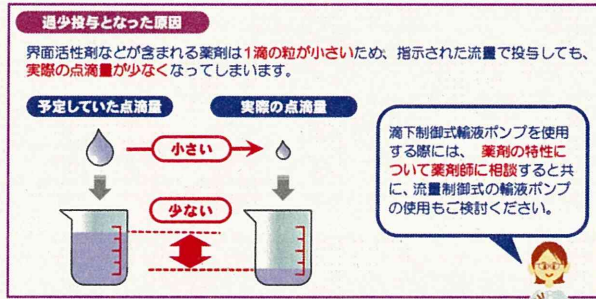 過少投与となった原因
界面活性剤などが含まれる薬剤は1滴の粒が小さいため、指示された流量で投与しても、
実際の点滴量が少なくなってしまいます。
予定していた点滴量
実際の点滴量
小さい
少ない
滴下制御式輸液ポンプを使用
する際には、薬剤の特性に
ついて薬剤師に相談すると共
に、流量制御式の輸液ポンプ
の使用もご検討ください。